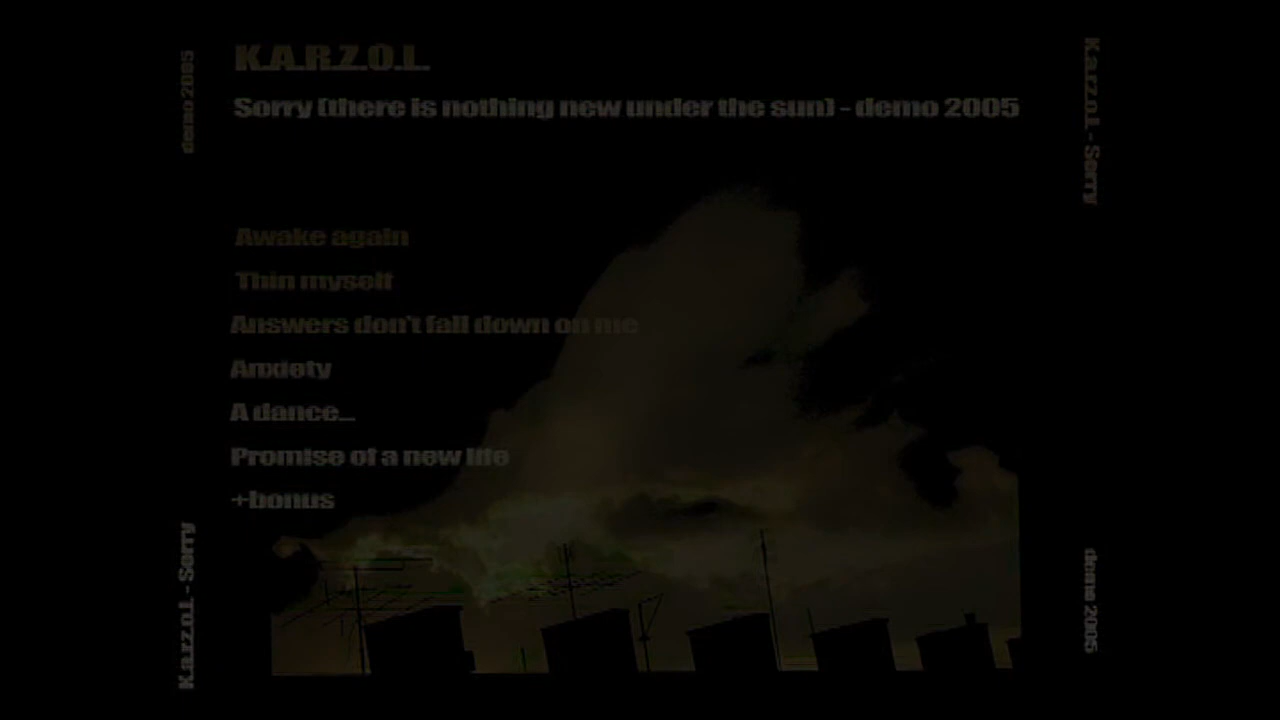 K.A.R.Z.O.L.
Sorry (there is nothing new under the sun) - demo 2005
Awake again
Thin myself
Answers don't fall down on me
Anxiety
A dance...
Promise of a new life
+bonus
demo 2005
K.a.r.z.o.l. - Sorry
K.a.r.z.o.l. - Sorry
demo 2005